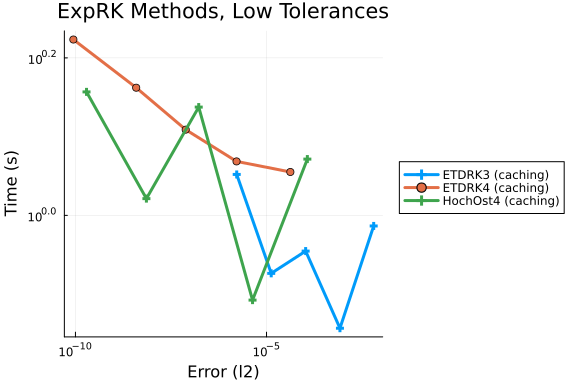 ExpRK Methods, Low Tolerances
10^0.2
10^0.0
Time (s)
10^-10
10^-5
Error (l2)
ETDRK3 (caching)
ETDRK4 (caching)
HochOst4 (caching)